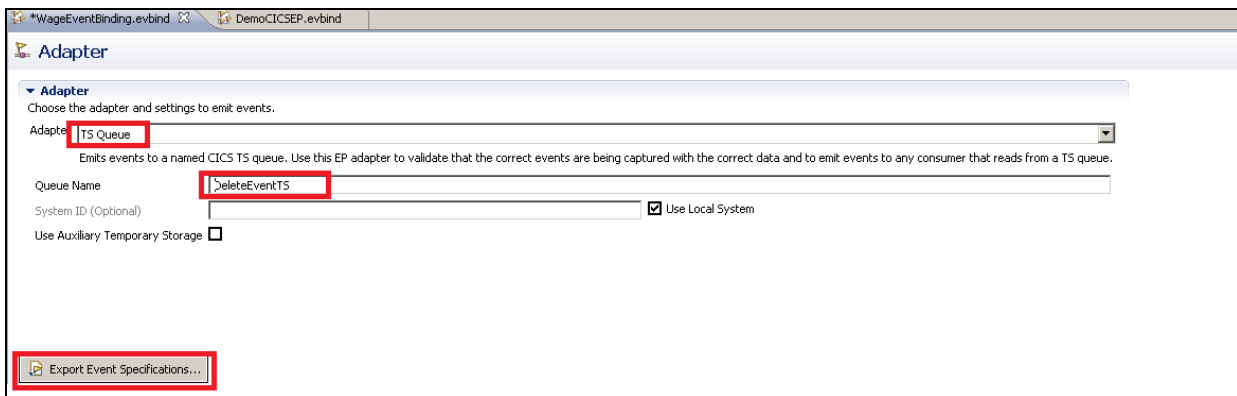 *WageEventBinding.evbind DemoCICSEP.evbind
Adapter
Adapter
Choose the adapter and settings to emit events.
Adapte TS Queue
Emits events to a named CICS TS queue. Use this EP adapter to validate that the correct events are being captured with the correct data and to emit events to any consumer that reads from a TS queue.
Queue Name DeleteEventTS
System ID (Optional) Use Local System
Use Auxiliary Temporary Storage
Export Event Specifications...